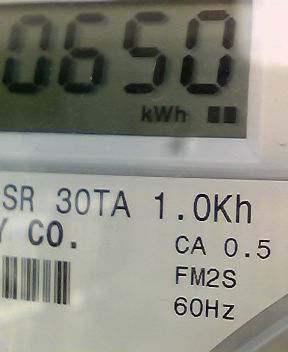 0650
kWh
SR 30TA 1.0Kh
Y CO.
CA 0.5
FM2S
60Hz